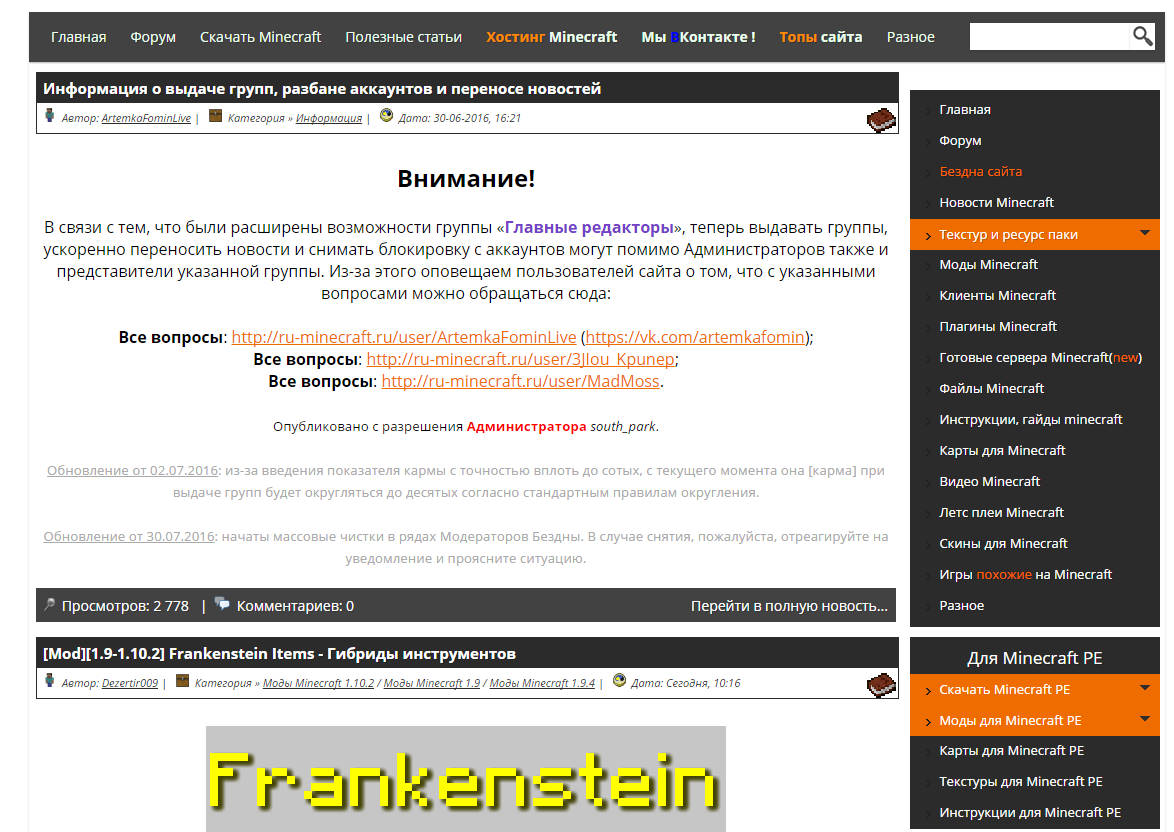 Главная Форум Скачать Minecraft Полезные статьи Хостинг Minecraft Мы ВКонтакте ! Топы сайта Разное
Информация о выдаче групп, разбане аккаунтов и переносе новостей
Автор: ArtemkaFominLive | Категория » Информация | Дата: 30-06-2016, 16:21
Внимание!
В связи с тем, что были расширены возможности группы «Главные редакторы», теперь выдавать группы,
ускоренно переносить новости и снимать блокировку с аккаунтов могут помимо Администраторов также и
представители указанной группы. Из-за этого оповещаем пользователей сайта о том, что с указанными
вопросами можно обращаться сюда:
Все вопросы: http://ru-minecraft.ru/user/ArtemkaFominLive (https://vk.com/artemkafomin);
Все вопросы: http://ru-minecraft.ru/user/3JIou_Kpunep;
Все вопросы: http://ru-minecraft.ru/user/MadMoss.
Опубликовано с разрешения Администратора south_park.
Обновление от 02.07.2016: из-за введения показателя кармы с точностью вплоть до сотых, с текущего момента она [карма] при
выдаче групп будет округляться до десятых согласно стандартным правилам округления.
Обновление от 30.07.2016: начаты массовые чистки в рядах Модераторов Бездны. В случае снятия, пожалуйста, отреагируйте на
уведомление и проясните ситуацию.
Просмотров: 2 778 | Комментариев: 0 Перейти в полную новость...
[Mod][1.9-1.10.2] Frankenstein Items - Гибриды инструментов
Автор: Dezertir009 | Категория » Моды Minecraft 1.10.2 / Моды Minecraft 1.9 / Моды Minecraft 1.9.4 | Дата: Сегодня, 10:16
Frankenstein
Главная
Форум
Бездна сайта
Новости Minecraft
Текстур и ресурс паки
Моды Minecraft
Клиенты Minecraft
Плагины Minecraft
Готовые сервера Minecraft(new)
Файлы Minecraft
Инструкции, гайды minecraft
Карты для Minecraft
Видео Minecraft
Летс плеи Minecraft
Скины для Minecraft
Игры похожие на Minecraft
Разное
Для Minecraft PE
Скачать Minecraft PE
Моды для Minecraft PE
Карты для Minecraft PE
Текстуры для Minecraft PE
Инструкции для Minecraft PE